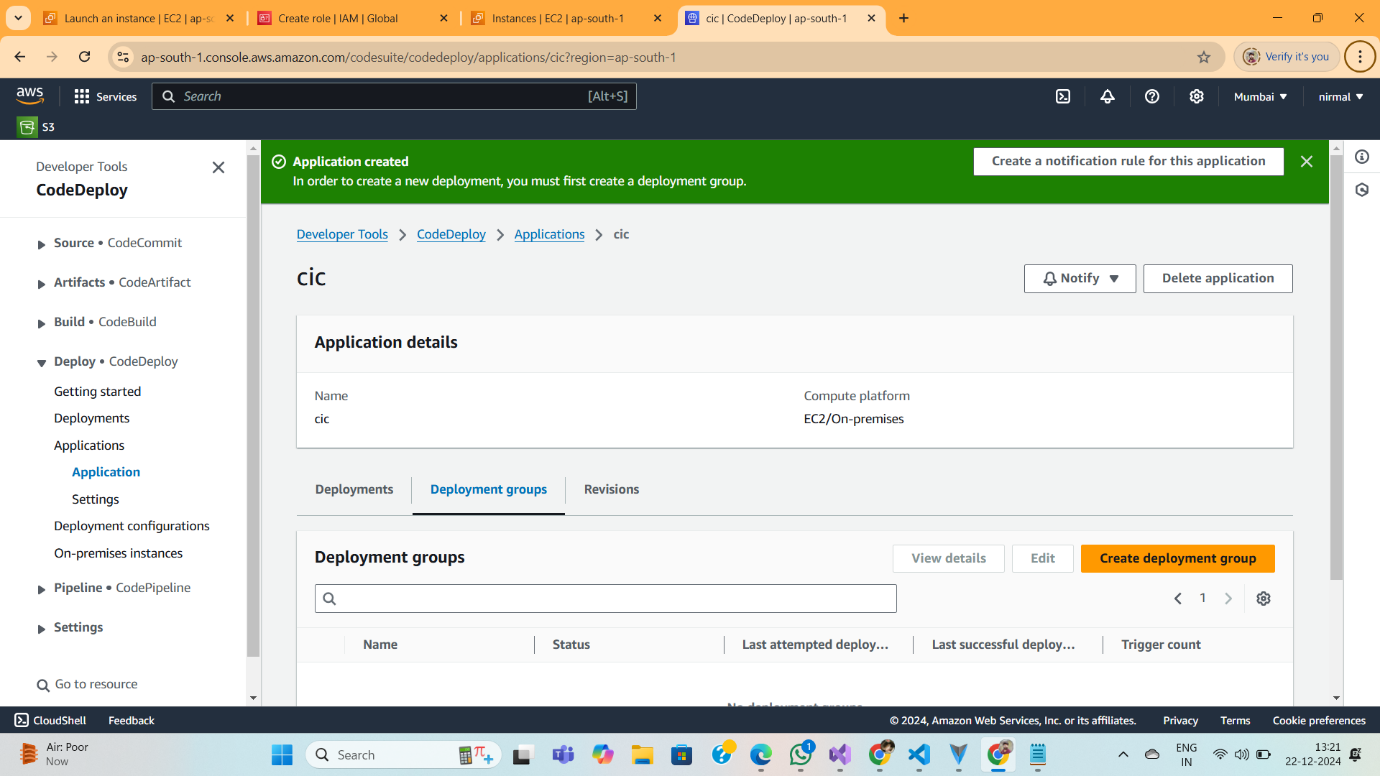 Launch an instance | EC2 | ap-sc
Create role | IAM | Global
Instances | EC2 | ap-south-1
cic | CodeDeploy | ap-south-1
ap-south-1.console.aws.amazon.com/codesuite/codedeploy/applications/cic?region=ap-south-1
Verify it's you
aws
Services
Search
[Alt+S]
Mumbai
nirmal
S3
Developer Tools
CodeDeploy
Source • CodeCommit
Artifacts • CodeArtifact
Build • CodeBuild
Deploy • CodeDeploy
Getting started
Deployments
Applications
Application
Settings
Deployment configurations
On-premises instances
Pipeline • CodePipeline
Settings
Go to resource
Application created
In order to create a new deployment, you must first create a deployment group.
Create a notification rule for this application
Developer Tools > CodeDeploy > Applications > cic
cic
Notify
Delete application
Application details
Name
cic
Compute platform
EC2/On-premises
Deployments
Deployment groups
Revisions
Deployment groups
View details
Edit
Create deployment group
1
Name
Status
Last attempted deploy...
Last successful deploy...
Trigger count
No deployment groups
CloudShell
Feedback
© 2024, Amazon Web Services, Inc. or its affiliates.
Privacy
Terms
Cookie preferences
Air: Poor
Now
Search
1
ENG
IN
13:21
22-12-2024